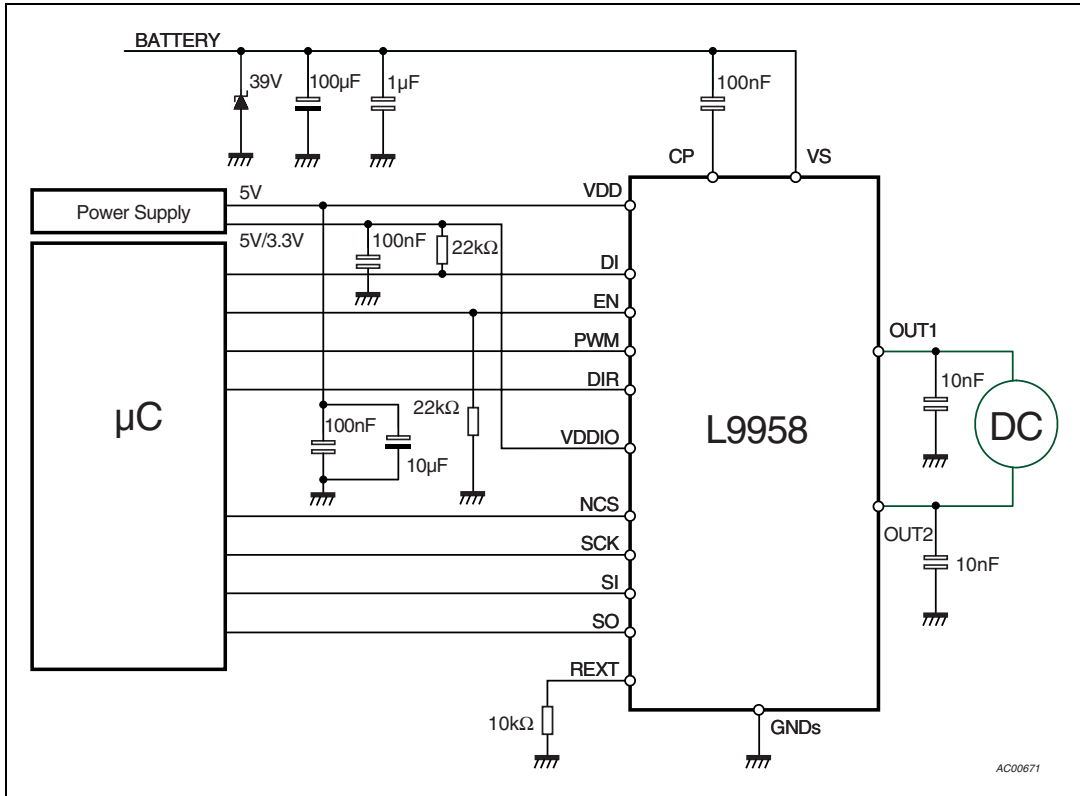 BATTERY
39V
100µF
1µF
100nF
CP
VS
5V
VDD
Power Supply
5V/3.3V
100nF
22kΩ
DI
EN
PWM
OUT1
DIR
10nF
µC
22kΩ
L9958
DC
100nF
VDDIO
10µF
NCS
OUT2
SCK
10nF
SI
SO
REXT
10kΩ
GNDs
AC00671